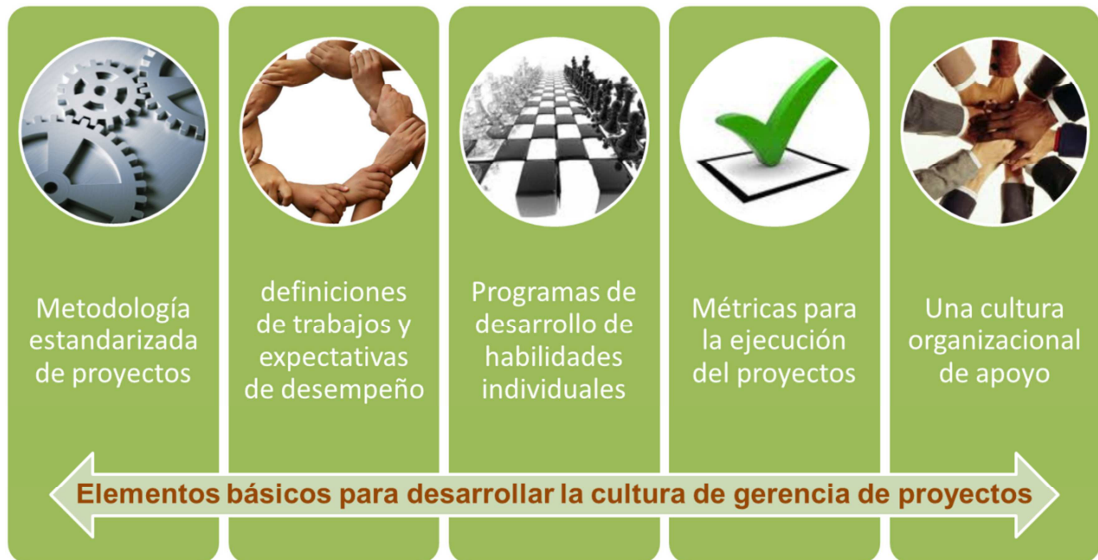 Metodología
estandarizada
de proyectos
definiciones
de trabajos y
expectativas
de desempeño
Programas de
desarrollo de
habilidades
individuales
Métricas para
la ejecución
del proyectos
Una cultura
organizacional
de apoyo
Elementos básicos para desarrollar la cultura de gerencia de proyectos